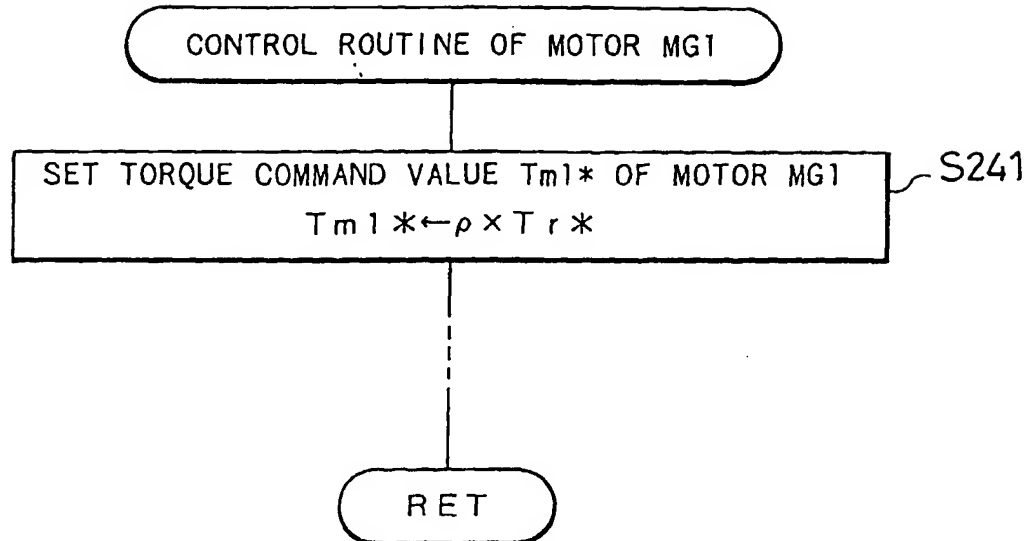 CONTROL ROUTINE OF MOTOR MG1
SET TORQUE COMMAND VALUE Tm1* OF MOTOR MG1
Tm1*←ρ×Tr*
S241
RET